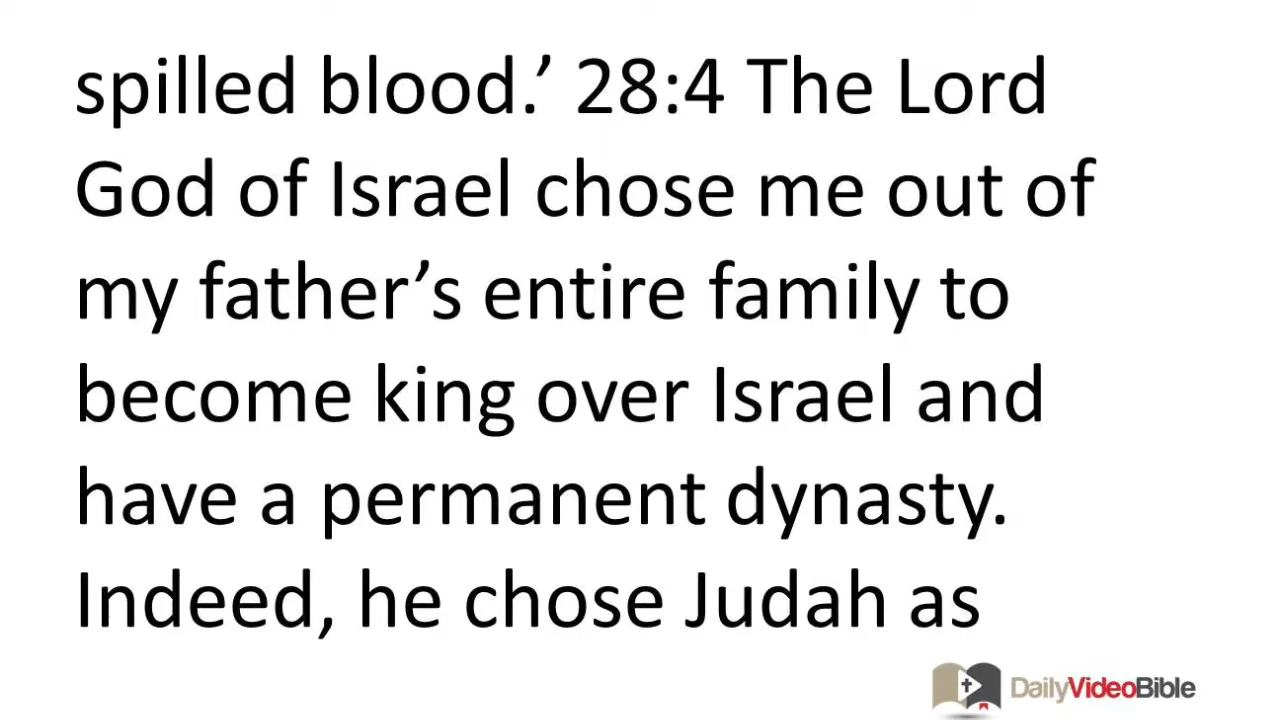 spilled blood.’ 28:4 The Lord
God of Israel chose me out of
my father’s entire family to
become king over Israel and
have a permanent dynasty.
Indeed, he chose Judah as
DailyVideoBible